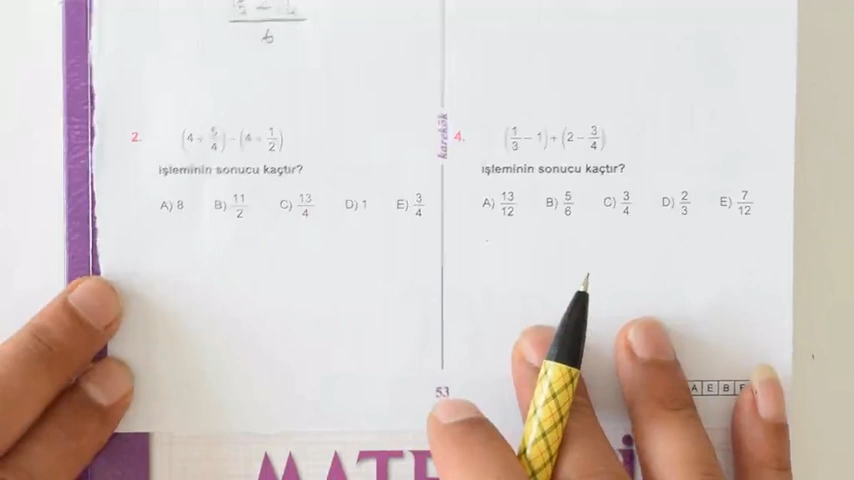 6
2.
(4 + 5/4) - (4 + 1/2)
işleminin sonucu kaçtır?
A) 8 B) 11/2 C) 13/4 D) 1 E) 3/4
karekök
4.
(1/3 - 1) + (2 - 3/4)
işleminin sonucu kaçtır?
A) 13/12 B) 5/6 C) 3/4 D) 2/3 E) 7/12
53
A E B
MATE